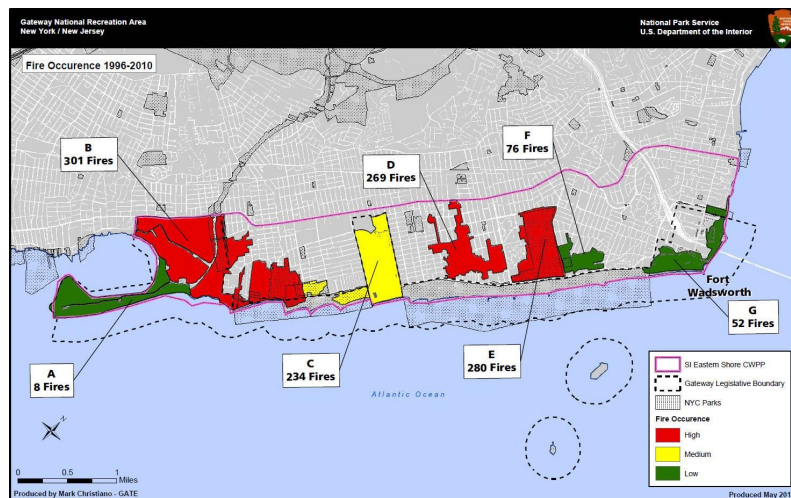 Gateway National Recreation Area
New York / New Jersey
National Park Service
U.S. Department of the Interior
Fire Occurence 1996-2010
B
301 Fires
D
269 Fires
F
76 Fires
Fort
Wadsworth
G
52 Fires
A
8 Fires
C
234 Fires
E
280 Fires
Atlantic Ocean
SI Eastern Shore CWPP
Gateway Legislative Boundary
NYC Parks
Fire Occurence
High
Medium
Low
N
0 0.5 1
Miles
Produced by Mark Christiano - GATE
Produced May 201